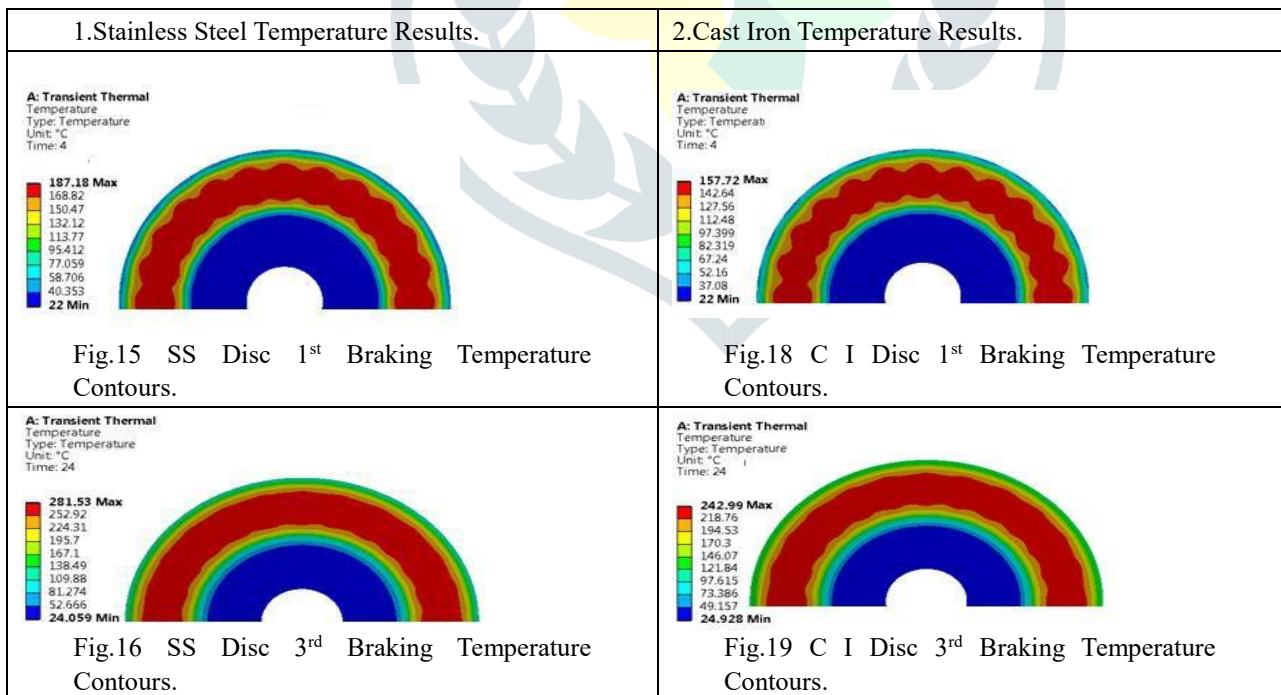 1.Stainless Steel Temperature Results.
2.Cast Iron Temperature Results.
A: Transient Thermal
Temperature
Type: Temperature
Unit: °C
Time: 4
187.18 Max
168.82
150.47
132.12
113.77
95.412
77.059
58.706
40.353
22 Min
Fig.15 SS Disc 1st Braking Temperature
Contours.
A: Transient Thermal
Temperature
Type: Temperati
Unit: °C
Time: 4
157.72 Max
142.64
127.56
112.48
97.399
82.319
67.24
52.16
37.08
22 Min
Fig.18 C I Disc 1st Braking Temperature
Contours.
A: Transient Thermal
Temperature
Type: Temperature
Unit: °C
Time: 24
281.53 Max
252.92
224.31
195.7
167.1
138.49
109.88
81.274
52.666
24.059 Min
Fig.16 SS Disc 3rd Braking Temperature
Contours.
A: Transient Thermal
Temperature
Type: Temperature
Unit: °C
Time: 24
242.99 Max
218.76
194.53
170.3
146.07
121.84
97.615
73.386
49.157
24.928 Min
Fig.19 C I Disc 3rd Braking Temperature
Contours.